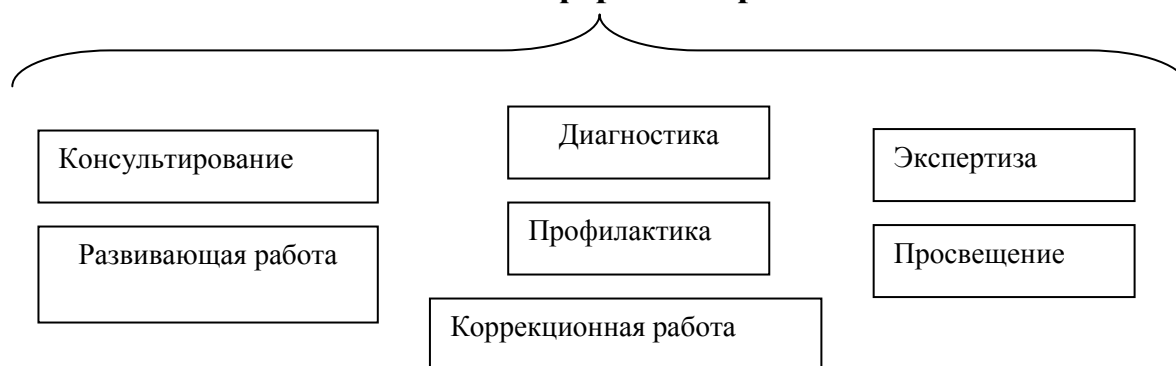 Консультирование
Диагностика
Экспертиза
Развивающая работа
Профилактика
Просвещение
Коррекционная работа